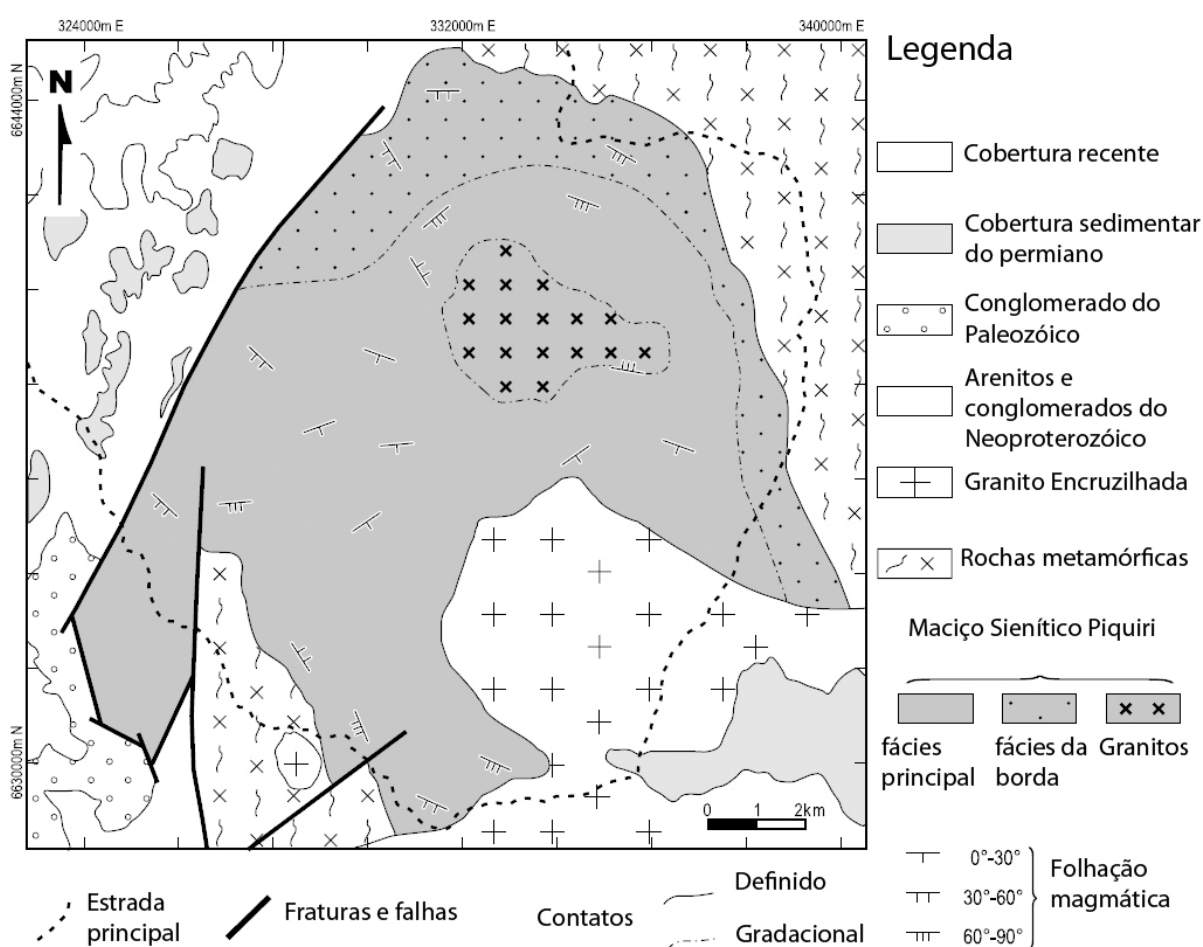 324000m E
332000m E
340000m E
6644000m N
N
6630000m N
0 1 2km
Legenda
Cobertura recente
Cobertura sedimentar
do permiano
Conglomerado do
Paleozóico
Arenitos e
conglomerados do
Neoproterozóico
Granito Encruzilhada
Rochas metamórficas
Maciço Sienítico Piquiri
fácies
principal
fácies da
borda
Granitos
0°-30°
30°-60°
60°-90°
Folhação
magmática
Estrada
principal
Fraturas e falhas
Contatos
Definido
Gradacional